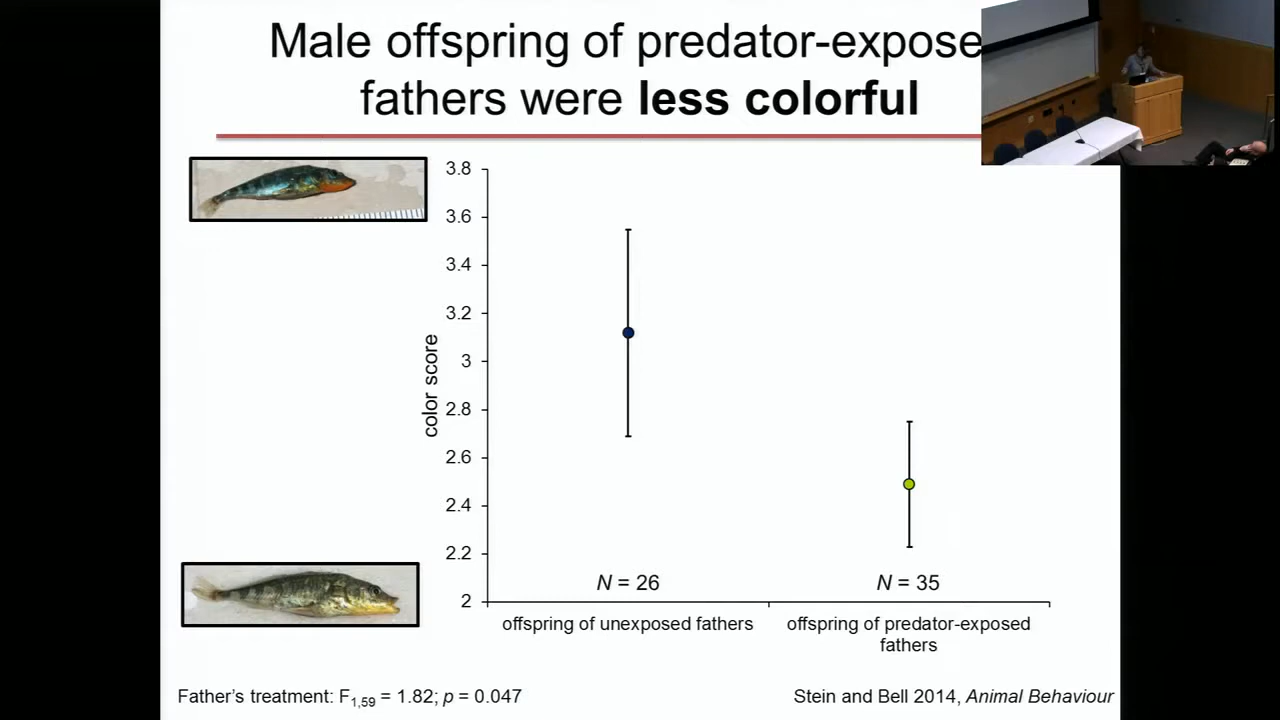 Male offspring of predator-expose
fathers were less colorful
3.8
3.6
3.4
3.2
3
2.8
2.6
2.4
2.2
2
color score
N = 26
N = 35
offspring of unexposed fathers
offspring of predator-exposed
fathers
Father's treatment: F1,59 = 1.82; p = 0.047
Stein and Bell 2014, Animal Behaviour